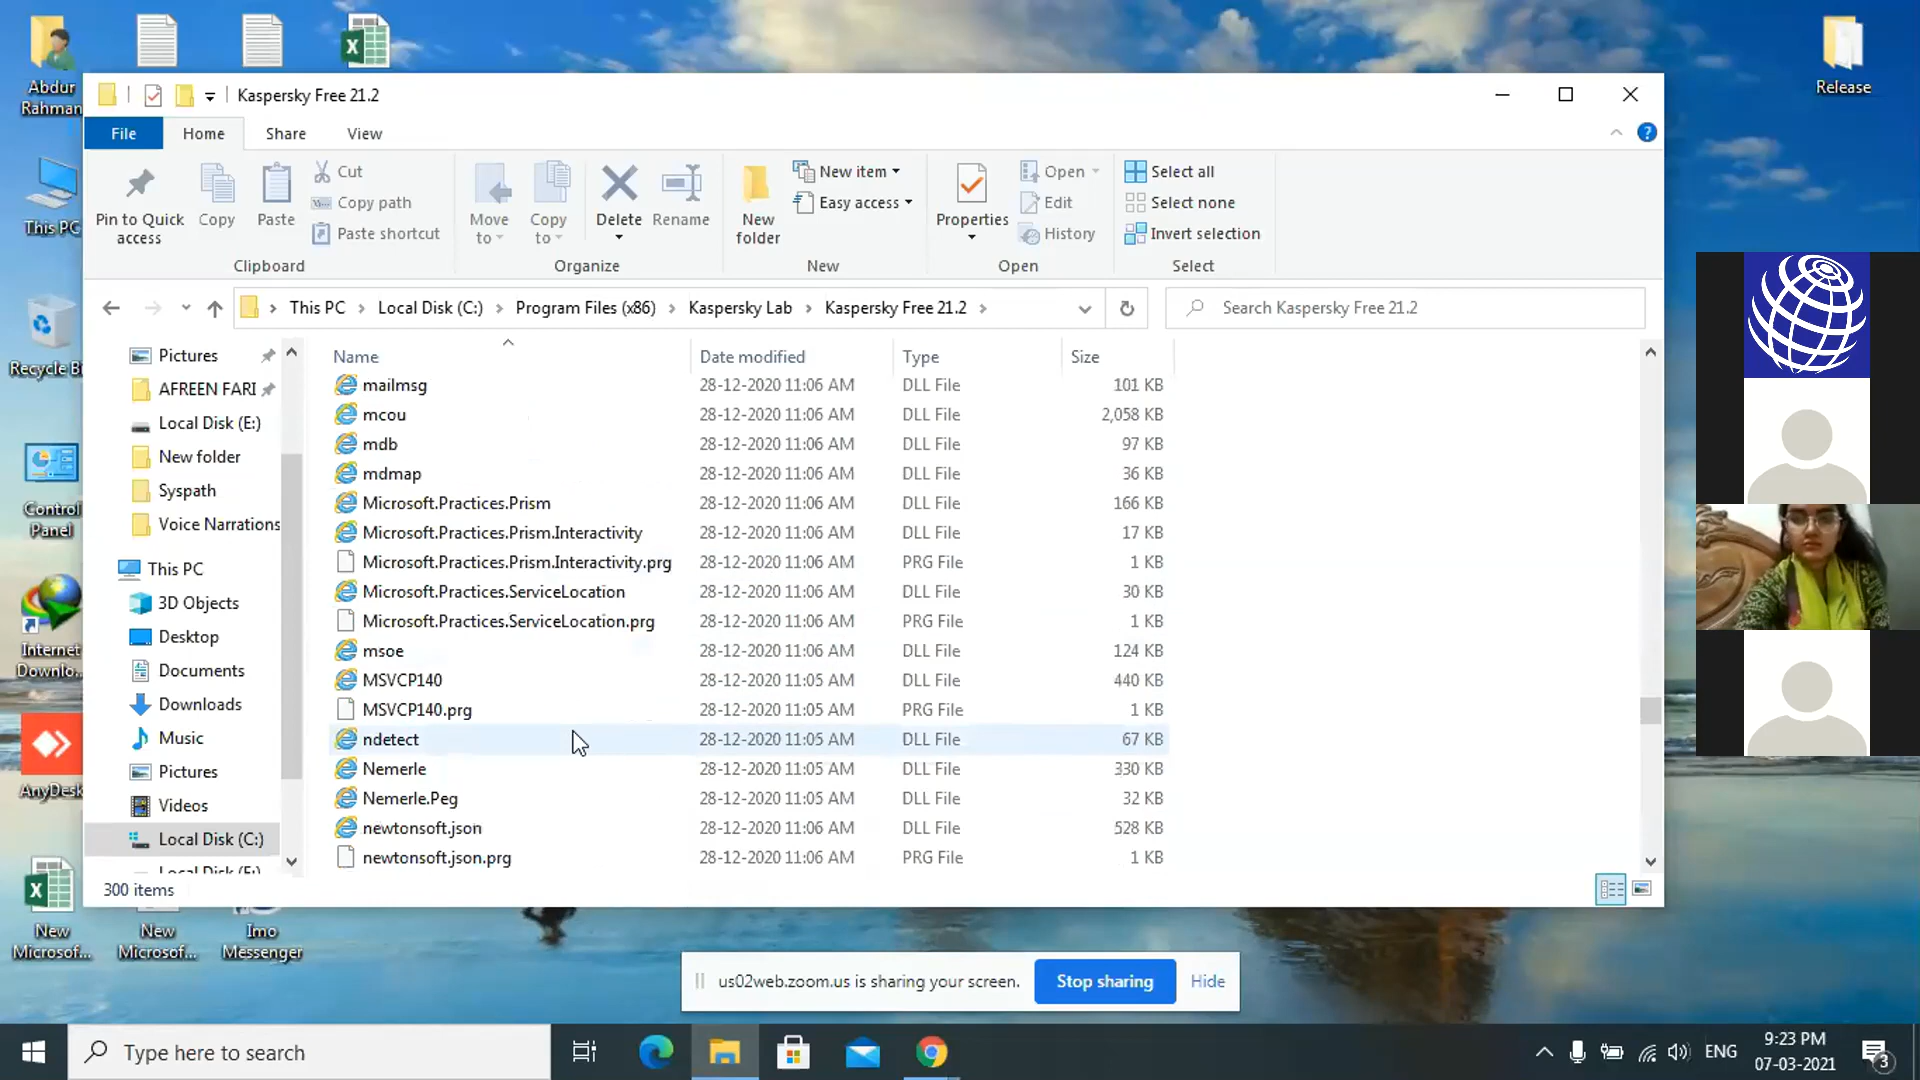 Abdur
Rahman
This PC
Recycle Bi
Control
Panel
Internet
Downlo...
AnyDesk
New
Microsof...
New
Microsof...
Imo
Messenger
Release
Kaspersky Free 21.2
File
Home
Share
View
Pin to Quick
access
Copy
Paste
Cut
Copy path
Paste shortcut
Clipboard
Move
to
Copy
to
Delete
Rename
Organize
New
folder
New item
Easy access
New
Properties
Open
Edit
History
Open
Select all
Select none
Invert selection
Select
This PC
Local Disk (C:)
Program Files (x86)
Kaspersky Lab
Kaspersky Free 21.2
Search Kaspersky Free 21.2
Pictures
AFREEN FARI
Local Disk (E:)
New folder
Syspath
Voice Narrations
This PC
3D Objects
Desktop
Documents
Downloads
Music
Pictures
Videos
Local Disk (C:)
Name Date modified Type Size
mailmsg 28-12-2020 11:06 AM DLL File 101 KB
mcou 28-12-2020 11:06 AM DLL File 2,058 KB
mdb 28-12-2020 11:06 AM DLL File 97 KB
mdmap 28-12-2020 11:06 AM DLL File 36 KB
Microsoft.Practices.Prism 28-12-2020 11:06 AM DLL File 166 KB
Microsoft.Practices.Prism.Interactivity 28-12-2020 11:06 AM DLL File 17 KB
Microsoft.Practices.Prism.Interactivity.prg 28-12-2020 11:06 AM PRG File 1 KB
Microsoft.Practices.ServiceLocation 28-12-2020 11:06 AM DLL File 30 KB
Microsoft.Practices.ServiceLocation.prg 28-12-2020 11:06 AM PRG File 1 KB
msoe 28-12-2020 11:06 AM DLL File 124 KB
MSVCP140 28-12-2020 11:05 AM DLL File 440 KB
MSVCP140.prg 28-12-2020 11:05 AM PRG File 1 KB
ndetect 28-12-2020 11:05 AM DLL File 67 KB
Nemerle 28-12-2020 11:05 AM DLL File 330 KB
Nemerle.Peg 28-12-2020 11:05 AM DLL File 32 KB
newtonsoft.json 28-12-2020 11:06 AM DLL File 528 KB
newtonsoft.json.prg 28-12-2020 11:06 AM PRG File 1 KB
300 items
us02web.zoom.us is sharing your screen.
Stop sharing
Hide
Type here to search
ENG
9:23 PM
07-03-2021
3